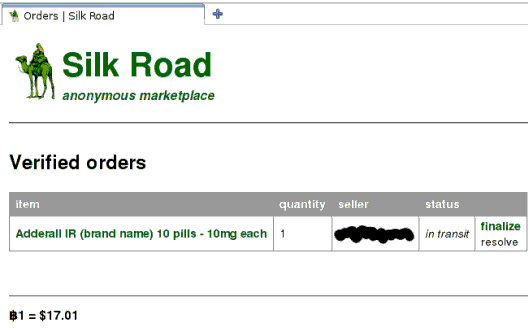 Orders | Silk Road
Silk Road
anonymous marketplace
Verified orders
item quantity seller status
Adderall IR (brand name) 10 pills - 10mg each 1 in transit finalize
resolve
฿1 = $17.01